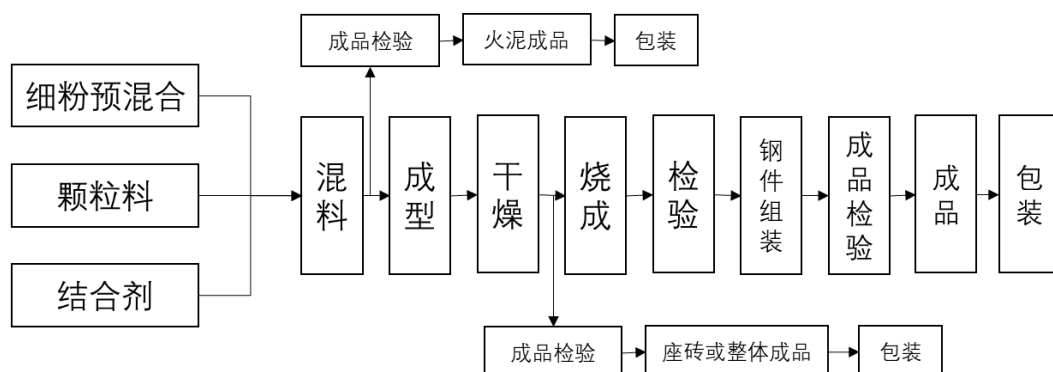 成品检验
火泥成品
包装
细粉预混合
颗粒料
结合剂
混料
成型
干燥
烧成
检验
钢件组装
成品检验
成品
包装
成品检验
座砖或整体成品
包装